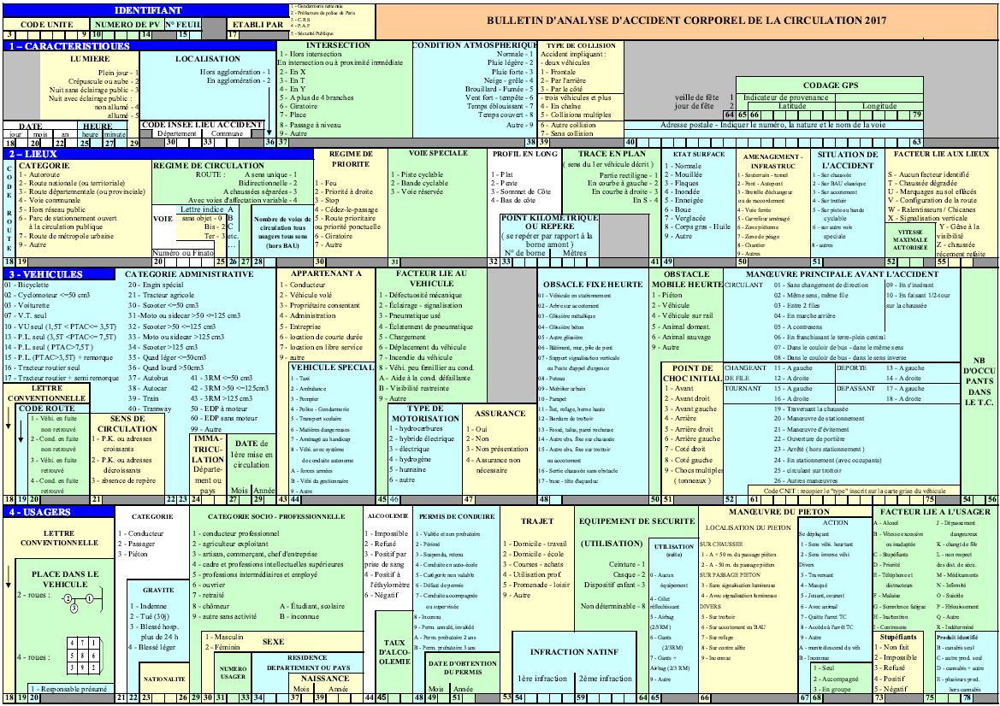 IDENTIFIANT
CODE UNITE
NUMERO DE PV
N° FEUIL
ETABLI PAR
1 - Gendarmerie nationale
2 - Préfecture de police de Paris
3 - C.R.S
4 - P.A.F
5 - Sécurité Publique
3 9 10 14 15 17
BULLETIN D'ANALYSE D'ACCIDENT CORPOREL DE LA CIRCULATION 2017
1 – CARACTERISTIQUES
LUMIERE
Plein jour - 1
Crépuscule ou aube - 2
Nuit sans éclairage public - 3
Nuit avec éclairage public :
non allumé - 4
allumé - 5
DATE
HEURE
jour mois an heure minute
18 20 22 25 27 29
LOCALISATION
Hors agglomération - 1
En agglomération - 2
CODE INSEE LIEU ACCIDENT
Département Commune
30 33 36
INTERSECTION
1 - Hors intersection
En intersection ou à proximité immédiate
2 - En X
3 - En T
4 - En Y
5 - A plus de 4 branches
6 - Giratoire
7 - Place
8 - Passage à niveau
9 - Autre
37
CONDITION ATMOSPHERIQUE
Normale - 1
Pluie légère - 2
Pluie forte - 3
Neige - grêle - 4
Brouillard - Fumée - 5
Vent fort - tempête - 6
Temps éblouissant - 7
Temps couvert - 8
Autre - 9
38
TYPE DE COLLISION
Accident impliquant :
- deux véhicules
1 - Frontale
2 - Par l'arrière
3 - Par le côté
- trois véhicules et plus
4 - En chaîne
5 - Collisions multiples
6 - Autre collision
7 - Sans collision
39
veille de fête 1
jour de fête 2
CODAGE GPS
Indicateur de provenance
Latitude Longitude
64 65 66 79
Adresse postale - Indiquer le numéro, la nature et le nom de la voie
40 63
2 – LIEUX
CODE ROUTE
CATEGORIE
1 - Autoroute
2 - Route nationale (ou territoriale)
3 - Route départementale (ou provinciale)
4 - Voie communale
5 - Hors réseau public
6 - Parc de stationnement ouvert
à la circulation publique
7 - Route de métropole urbaine
9 - Autre
18 19
REGIME DE CIRCULATION
ROUTE : A sens unique - 1
Bidirectionnelle - 2
A chaussées séparées - 3
Avec voies d'affectation variable - 4
VOIE
Lettre indice A
sans objet - 0 B
Bis - 2 C
Ter - 3 etc.
...
Numéro ou Finato
20 25 26 27 28
Nombre de voies de
circulation tous
usagers tous sens
(hors BAU)
REGIME DE
PRIORITE
1 - Feu
2 - Priorité à droite
3 - Stop
4 - Cédez-le-passage
5 - Route prioritaire
ou priorité ponctuelle
6 - Giratoire
7 - Autre
30
VOIE SPECIALE
1 - Piste cyclable
2 - Bande cyclable
3 - Voie réservée
31
PROFIL EN LONG
1 - Plat
2 - Pente
3 - Sommet de Côte
4 - Bas de côte
TRACE EN PLAN
( sens du 1er véhicule décrit )
Partie rectiligne - 1
En courbe à gauche - 2
En courbe à droite - 3
En S - 4
POINT KILOMÉTRIQUE
OU REPERE
( se repérer par rapport à la
borne amont )
N° de borne Mètres
32 33 41
ETAT SURFACE
1 - Normale
2 - Mouillée
3 - Flaques
4 - Inondée
5 - Enneigée
6 - Boue
7 - Verglacée
8 - Corps gras - Huile
9 - Autre
49
AMENAGEMENT -
INFRASTRUC
1 - Souterrain - tunnel
2 - Pont - Autopont
3 - Bretelle d'échangeur
ou de raccordement
4 - Voie ferrée
5 - Carrefour aménagé
6 - Zone piétonne
7 - Zone de péage
8 - Chantier
9 - Autres
50
SITUATION DE
L'ACCIDENT
1 - Sur chaussée
2 - Sur BAU classique
3 - Sur accotement
4 - Sur trottoir
5 - Sur piste ou bande
cyclable
6 - sur autre voie
spéciale
9 - Autres
51
FACTEUR LIE AUX LIEUX
S - Aucun facteur identifié
T - Chaussée dégradée
U - Marquages au sol effacés
V - Configuration de la route
W - Ralentisseurs / Chicanes
X - Signalisation verticale
Y - Gêne à la
visibilité
Z - chaussée
récement refaite
VITESSE
MAXIMALE
AUTORISEE
52 55
3 - VEHICULES
CATEGORIE ADMINISTRATIVE
01 - Bicyclette
02 - Cyclomoteur <=50 cm3
03 - Voiturette
07 - V.T. seul
10 - VU seul (1,5T < PTAC<= 3,5T)
13 - P.L. seul (3,5T <PTAC<= 7,5T)
14 - P.L. seul ( PTAC>7,5T )
15 - P.L. (PTAC>3,5T) + remorque
16 - Tracteur routier seul
17 - Tracteur routier + semi remorque
20 - Engin spécial
21 - Tracteur agricole
30 - Scooter <=50 cm3
31 -Moto ou sidecar >50 <=125cm3
32 - Scooter >50 <=125 cm3
33 - Moto ou sidecar >125 cm3
34 - Scooter >125 cm3
35 - Quad léger <=50 cm3
36 - Quad lourd >50cm3
37 - Autobus
38 - Autocar
39 - Train
40 - Tramway
41 - 3RM <=50 cm3
42 - 3RM >50 <=125cm3
43 - 3RM >125 cm3
50 - EDP à moteur
60 - EDP sans moteur
99 - Autre
LETTRE
CONVENTIONNELLE
CODE ROUTE
1 - Véhi. en fuite
non retrouvé
2 - Cond. en fuite
non retrouvé
3 - Véhi. en fuite
retrouvé
4 - Cond. en fuite
retrouvé
18 19 20
SENS DE
CIRCULATION
1 - P.K. ou adresses
croissants
2 - P.K. ou adresses
décroissants
3 - absence de repère
21 22 23
IMMA-
TRICU-
LATION
Départe-
ment ou
pays
24
DATE de
1ère mise en
circulation
Mois Année
27 29
APPARTENANT A
1 - Conducteur
2 - Véhicule volé
3 - Propriétaire consentant
4 - Administration
5 - Entreprise
6 - location de courte durée
7 - location en libre service
9 - autre
43
VEHICULE SPECIAL
1 - Taxi
2 - Ambulance
3 - Pompier
4 - Police - Gendarmerie
5 - Transport scolaire
6 - Matières dangereuses
7 - Aménagé au handicap
8 - Véhi. avec système
de conduite autonome
A - forces armées
B - Véhi du gestionnaire
9 - Autre
44
FACTEUR LIE AU
VEHICULE
1 - Défectuosité mécanique
2 - Éclairage - signalisation
3 - Pneumatique usé
4 - Éclatement de pneumatique
5 - Chargement
6 - Déplacement du véhicule
7 - Incendie du véhicule
8 - Véhi. peu familier au cond.
A - Aide à la cond. défaillante
B - Visibilité restreinte
9 - Autre
TYPE DE
MOTORISATION
1 - hydrocarbures
2 - hybride électrique
3 - électrique
4 - hydrogène
5 - humaine
6 - autre
45 46
ASSURANCE
1 - Oui
2 - Non
3 - Non présentation
4 - Assurance non
nécessaire
47
OBSTACLE FIXE HEURTE
01 - Véhicule en stationnement
02 - Arbre sur accotement
03 - Glissière métallique
04 - Glissière béton
05 - Autre glissière
06 - Bâtiment, mur, pile de pont
07 - Support signalisation verticale
ou Poste d'appel d'urgence
08 - Poteau
09 - Mobilier urbain
10 - Parapet
11 - Îlot, refuge, borne haute
12 - Bordure de trottoir
13 - Fossé, talus, paroi rocheuse
14 - Autre obs. fixe sur chaussée
15 - Autre obs. fixe sur trottoir
ou accotement
16 - Sortie chaussée sans obstacle
17 - buse - tête d'aqueduc
48
OBSTACLE
MOBILE HEURTE
1 - Piéton
2 - Véhicule
4 - Véhicule sur rail
5 - Animal domest.
6 - Animal sauvage
9 - Autre
POINT DE
CHOC INITIAL
1 - Avant
2 - Avant droit
3 - Avant gauche
4 - Arrière
5 - Arrière droit
6 - Arrière gauche
7 - Coté droit
8 - Coté gauche
9 - Chocs multiples
( tonneaux )
50 51
MANŒUVRE PRINCIPALE AVANT L'ACCIDENT
CIRCULANT
01 - Sans changement de direction
02 - Même sens, même file
03 - Entre 2 files
04 - En marche arrière
05 - A contresens
06 - En franchissant le terre-plein central
07 - Dans le couloir de bus - dans le même sens
08 - Dans le couloir de bus - dans le sens inverse
09 - En s'insérant
10 - En faisant 1/2-tour
sur la chaussée
CHANGEANT
DE FILE
11 - A gauche
12 - A droite
DEPORTE
13 - A gauche
14 - A droite
TOURNANT
15 - A gauche
16 - A droite
DEPASSANT
17 - A gauche
18 - A droite
19 - Traversant la chaussée
20 - Manœuvre de stationnement
21 - Manœuvre d'évitement
22 - Ouverture de portière
23 - Arrêté ( hors stationnement )
24 - En stationnement (avec occupants)
25 - circulant sur trottoir
26 - Autres manœuvres
Code CNIT : recopier le "type" inscrit sur la carte grise du véhicule
52 61 75
NB
D'OCCU
PANTS
DANS
LE T.C.
54 56
4 - USAGERS
LETTRE
CONVENTIONNELLE
PLACE DANS LE
VEHICULE
2 - roues :
2 1
3
4 - roues :
4 7 1
5 8 6
3 9 2
1 - Responsable présumé
18 19 20
CATEGORIE
1 - Conducteur
2 - Passager
3 - Piéton
GRAVITE
1 - Indemne
2 - Tué (30j)
3 - Blessé hosp.
plus de 24 h
4 - Blessé léger
NATIONALITE
21 22 23 26
CATEGORIE SOCIO - PROFESSIONNELLE
1 - conducteur professionnel
2 - agriculteur exploitant
3 - artisan, commerçant, chef d'entreprise
4 - cadre et professions intellectuelles supérieures
5 - professions intermédiaires et employé
6 - ouvrier
7 - retraité
8 - chômeur A - Étudiant, scolaire
9 - autre sans activité B - inconnue
SEXE
1 - Masculin
2 - Féminin
NUMERO
USAGER
RESIDENCE
DEPARTEMENT OU PAYS
NAISSANCE
Mois Année
29 30 31 33 34 37 39 40
ALCOOLEMIE
1 - Impossible
2 - Refusé
3 - Positif par
prise de sang
4 - Positif à
l'éthylomètre
6 - Négatif
TAUX
D'ALCO-
OLEMIE
44 45
PERMIS DE CONDUIRE
1 - Valide et non probatoire
2 - Périmé
3 - Suspendu, retenu
4 - Conduite en auto-école
5 - Catégorie non valable
6 - Défaut de permis
7 - Conduite accompagnée
ou supervisée
8 - Inconnu
9 - Perm. annulé, invalidé
A - Perm. probatoire 2 ans
B - Perm. probatoire 3 ans
DATE D'OBTENTION
DU PERMIS
Mois Année
48 49 51
TRAJET
1 - Domicile - travail
2 - Domicile - école
3 - Courses - achats
4 - Utilisation prof.
5 - Promenade - loisir
9 - Autre
INFRACTION NATINF
1ère infraction 2ème infraction
53 54 59 64
EQUIPEMENT DE SECURITE
(UTILISATION)
Ceinture - 1
Casque - 2
Dispositif enfant - 3
Non déterminable - 8
UTILISATION
(suite)
0 - Aucun
équipement
4 - Gilet
réfléchissant
5 - Airbag
(2/3RM)
6 - Gants
(2/3RM)
7 - Gants +
Airbag (2/3 RM)
9 - Autre
65
MANŒUVRE DU PIETON
LOCALISATION DU PIETON
SUR CHAUSSEE
1 - A + 50 m. du passage piéton
2 - A - 50 m. du passage piéton
SUR PASSAGE PIETON
3 - Sans signalisation lumineuse
4 - Avec signalisation lumineuse
DIVERS
5 - Sur trottoir
6 - Sur accotement ou BAU
7 - Sur refuge
8 - Sur contre allée
9 - Inconnue
66
ACTION
Se déplaçant
1 - Sens véhi. heurtant
2 - Sens inverse véhi
Divers
3 - Traversant
4 - Masqué
5 - Jouant, courant
6 - Avec animal
7 - Quitte l'arrêt TC
8 - Accède à l'arrêt TC
9 - Autre
A - monte/descend du véh
B - Inconnue
1 - Seul
2 - Accompagné
3 - En groupe
67 68
FACTEUR LIE A L'USAGER
A - Alcool
B - Vitesse excessive
ou inadaptée
C - Stupéfiants
D - Priorité
E - Téléphone et
distracteurs
F - Malaise
G - Somnolence fatigue
H - Inattention
I - Contresens
J - Dépassement
dangereux
K - changt de file
L - non respect
des dist. de sécu.
M - Médicaments
N - Infirmité
O - Suicide
P - Eblouissement
Q - Autre
R - Indéterminé
Stupéfiants
1 - Non fait
2 - Impossible
3 - Refusé
4 - Positif
5 - Négatif
73
Produit identifié
B - cannabis seul
C - autre prod. seul
D - cannabis + autre
E - plusieurs prod.
hors cannabis
75 78